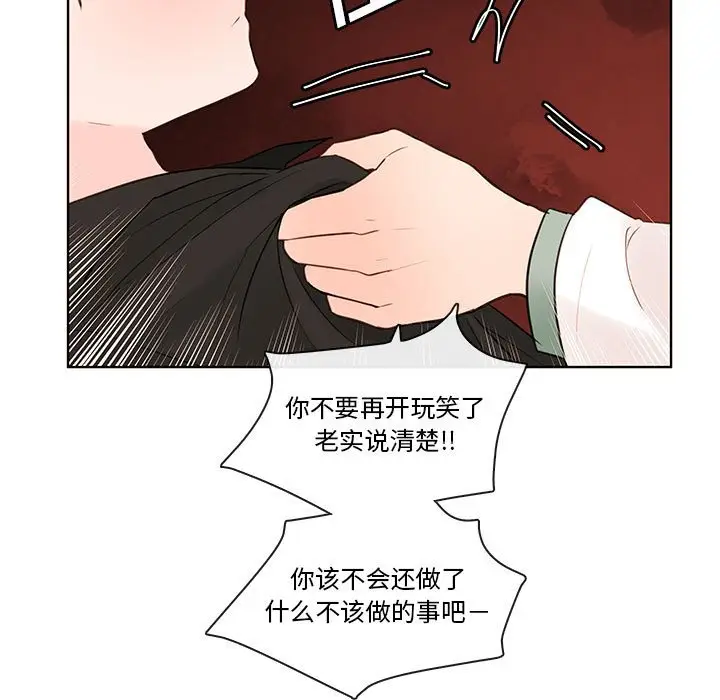 你不要再开玩笑了
老实说清楚!!
你该不会还做了
什么不该做的事吧—